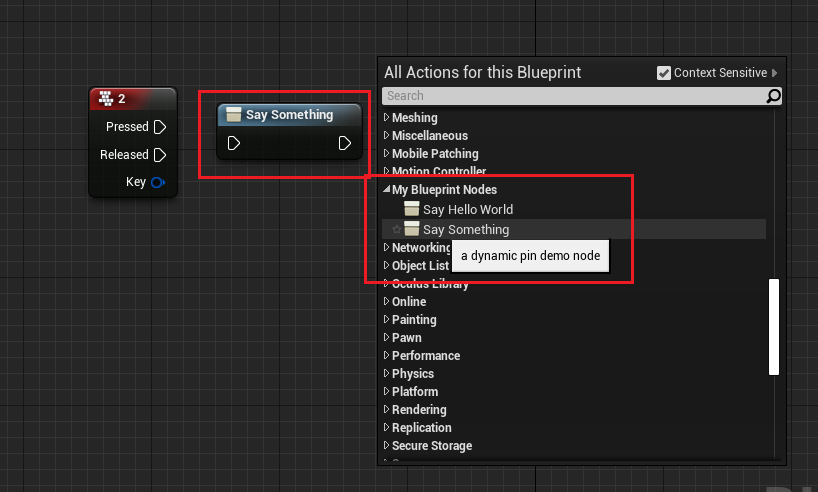 2
Pressed
Released
Key
Say Something
All Actions for this Blueprint
Context Sensitive
Search
Meshing
Miscellaneous
Mobile Patching
Motion Controller
My Blueprint Nodes
Say Hello World
Say Something
Networking
a dynamic pin demo node
Object List
Oculus Library
Online
Painting
Pawn
Performance
Physics
Platform
Rendering
Replication
Secure Storage